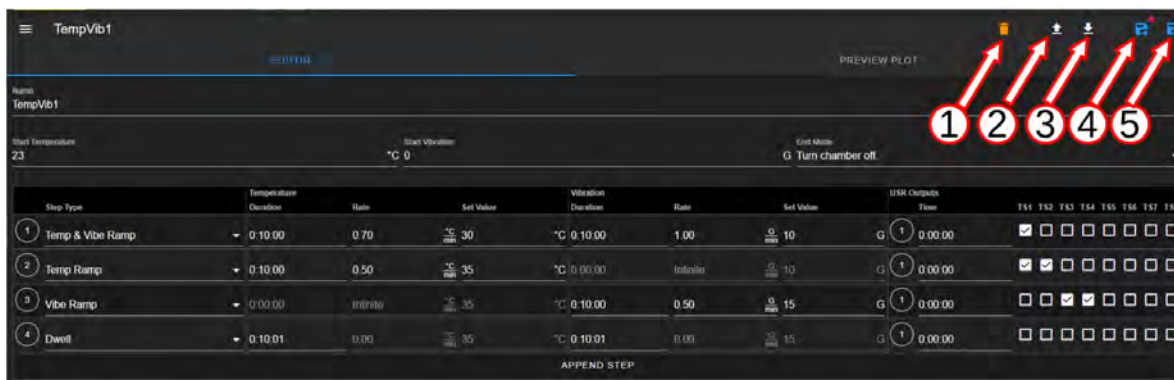 TempVib1
EDITOR PREVIEW PLOT
1 2 3 4 5
Name
TempVib1
Start Temperature Start Vibration End Mode
23 °C 0 G Turn chamber off.
Temperature Vibration USR Outputs
Step Type Duration Rate Set Value Duration Rate Set Value Time TS1 TS2 TS3 TS4 TS5 TS6 TS7
1 Temp & Vibe Ramp 0:10:00 0.70 °C/min 30 °C 0:10:00 1.00 G/min 10 G 1 0:00:00
2 Temp Ramp 0:10:00 0.50 °C/min 35 °C 0:00:00 Infinite G/min 10 G 1 0:00:00
3 Vibe Ramp 0:00:00 Infinite °C/min 35 °C 0:10:00 0.50 G/min 15 G 1 0:00:00
4 Dwell 0:10:01 0.00 °C/min 35 °C 0:10:01 0.00 G/min 15 G 1 0:00:00
APPEND STEP